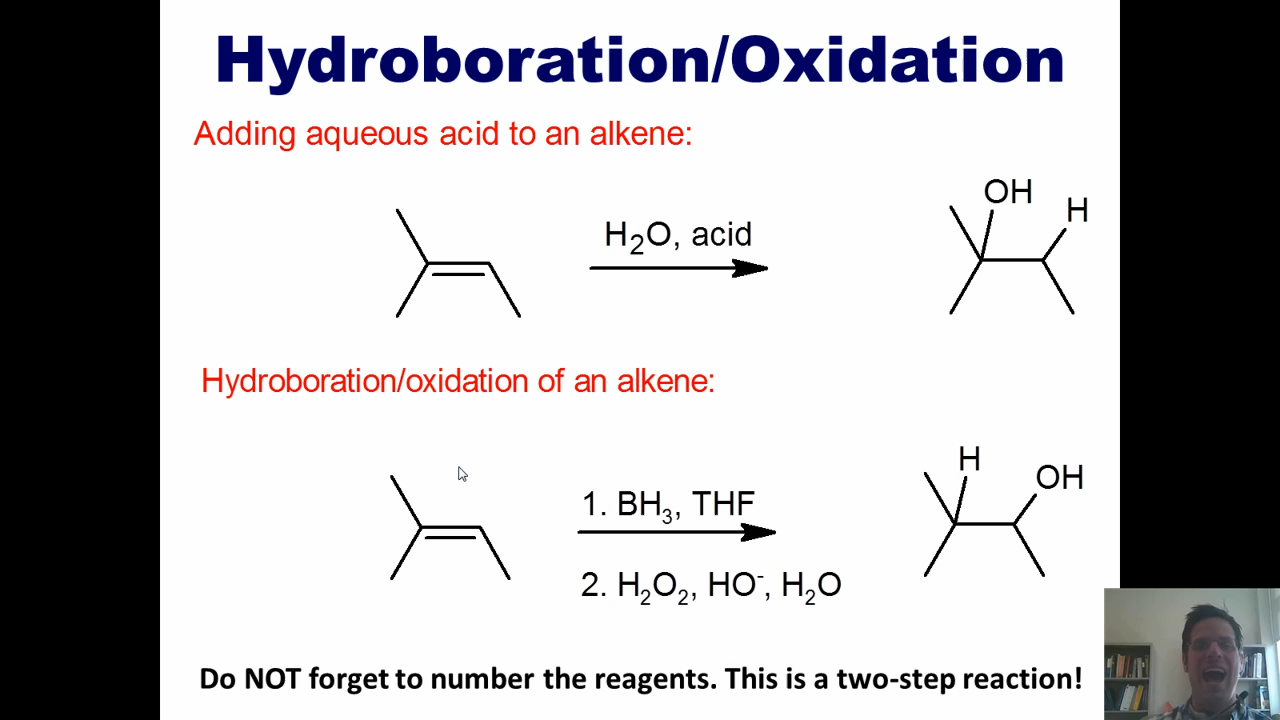 Hydroboration/Oxidation
Adding aqueous acid to an alkene:
OH
H
H₂O, acid
Hydroboration/oxidation of an alkene:
H
OH
1. BH₃, THF
2. H₂O₂, HO⁻, H₂O
Do NOT forget to number the reagents. This is a two-step reaction!